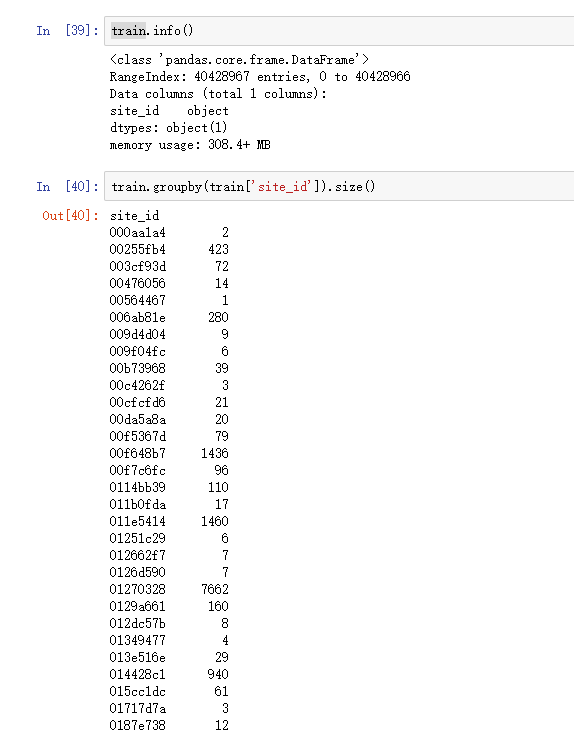 In [39]: train.info()
<class 'pandas.core.frame.DataFrame'>
RangeIndex: 40428967 entries, 0 to 40428966
Data columns (total 1 columns):
site_id    object
dtypes: object(1)
memory usage: 308.4+ MB
In [40]: train.groupby(train['site_id']).size()
Out[40]: site_id
000aa1a4       2
00255fb4     423
003cf93d      72
00476056      14
00564467       1
006ab81e     280
009d4d04       9
009f04fc       6
00b73968      39
00c4262f       3
00cfcfd6      21
00da5a8a      20
00f5367d      79
00f648b7    1436
00f7c6fc      96
0114bb39     110
011b0fda      17
011e5414    1460
01251c29       6
012662f7       7
0126d590       7
01270328    7662
0129a661     160
012dc57b       8
01349477       4
013e516e      29
014428c1     940
015cc1dc      61
01717d7a       3
0187e738      12